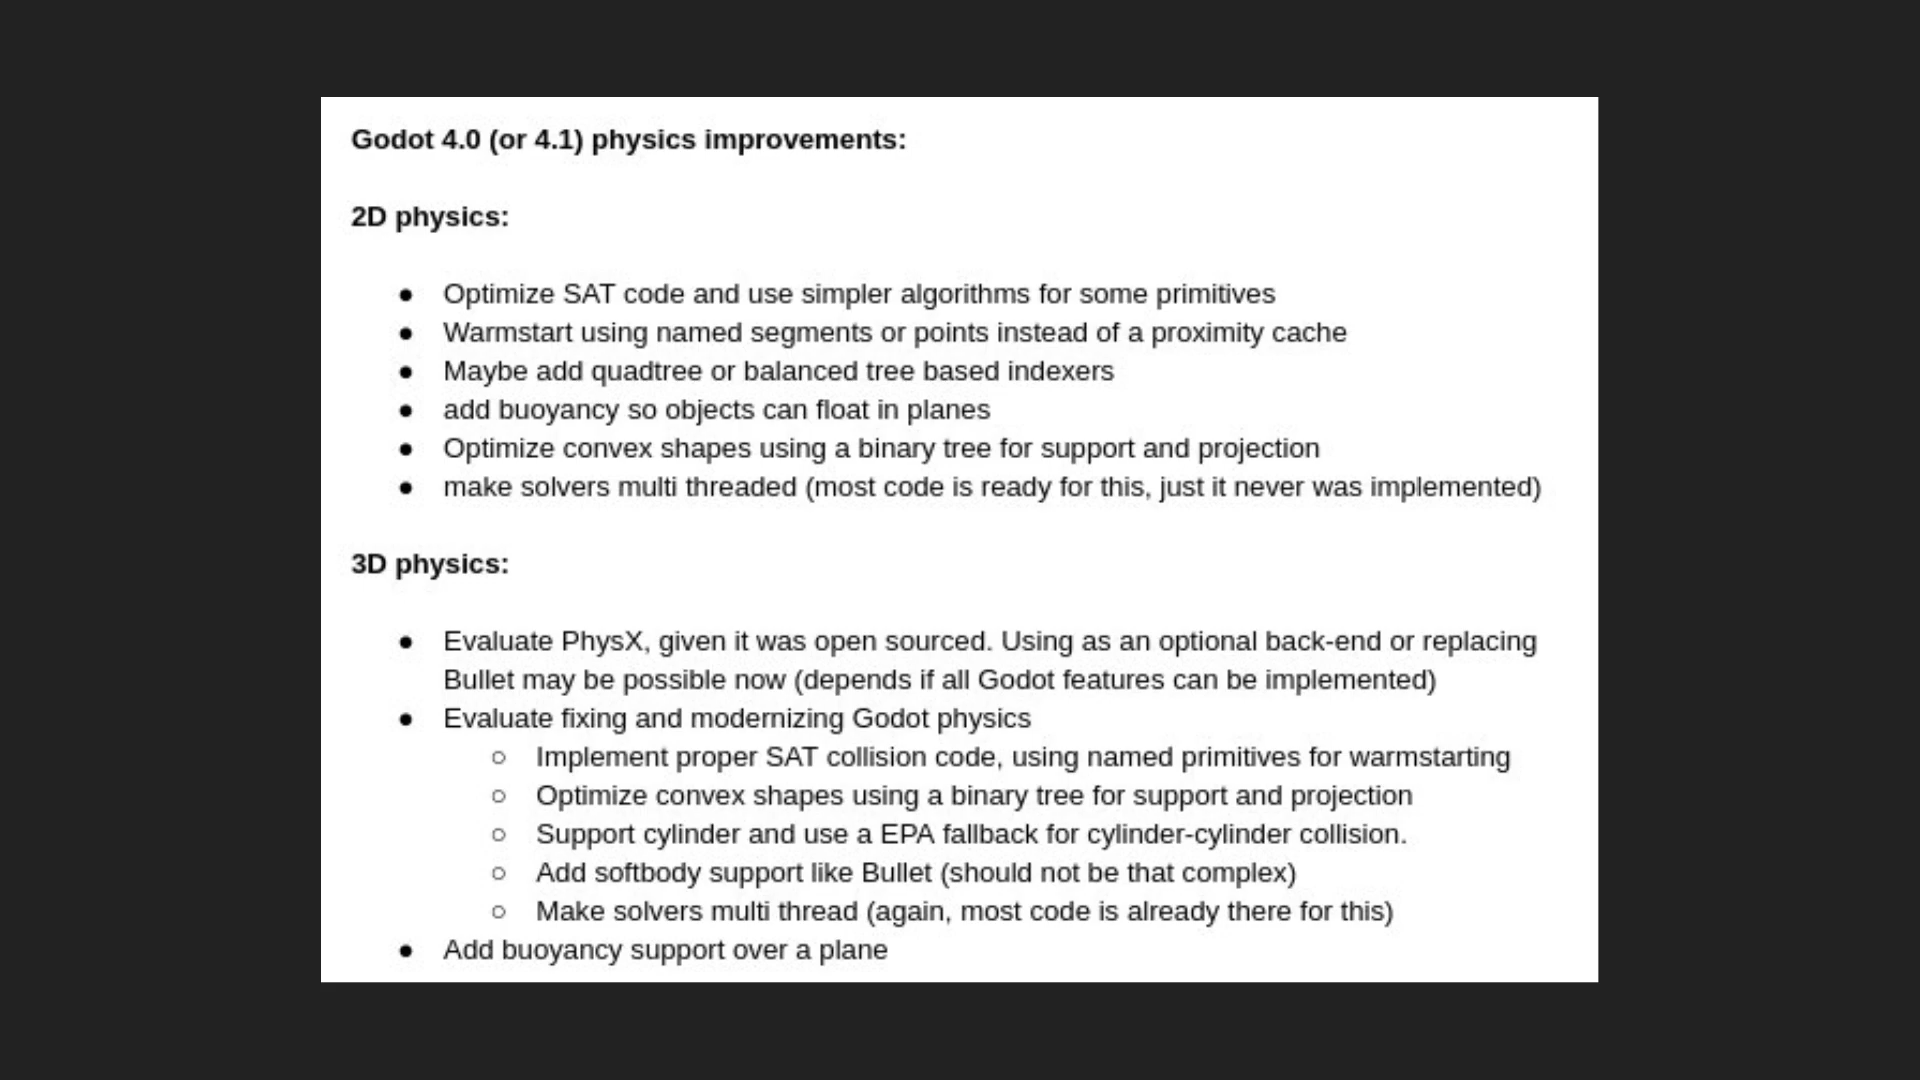 Godot 4.0 (or 4.1) physics improvements:
2D physics:
● Optimize SAT code and use simpler algorithms for some primitives
● Warmstart using named segments or points instead of a proximity cache
● Maybe add quadtree or balanced tree based indexers
● add buoyancy so objects can float in planes
● Optimize convex shapes using a binary tree for support and projection
● make solvers multi threaded (most code is ready for this, just it never was implemented)
3D physics:
● Evaluate PhysX, given it was open sourced. Using as an optional back-end or replacing
Bullet may be possible now (depends if all Godot features can be implemented)
● Evaluate fixing and modernizing Godot physics
○ Implement proper SAT collision code, using named primitives for warmstarting
○ Optimize convex shapes using a binary tree for support and projection
○ Support cylinder and use a EPA fallback for cylinder-cylinder collision.
○ Add softbody support like Bullet (should not be that complex)
○ Make solvers multi thread (again, most code is already there for this)
● Add buoyancy support over a plane